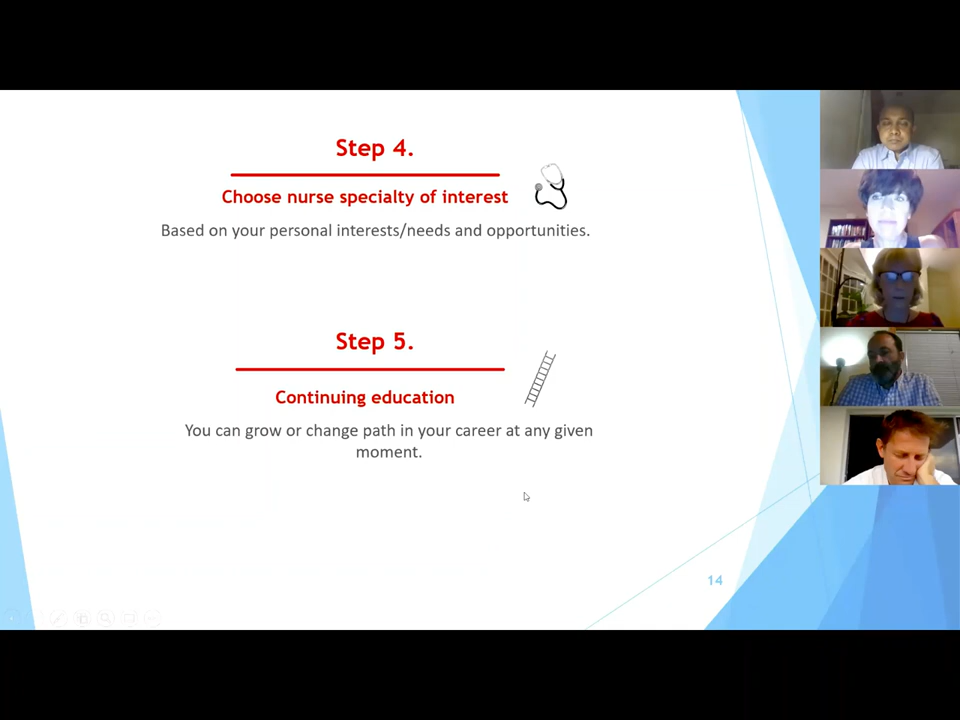 Step 4.
Choose nurse specialty of interest
Based on your personal interests/needs and opportunities.
Step 5.
Continuing education
You can grow or change path in your career at any given
moment.
14